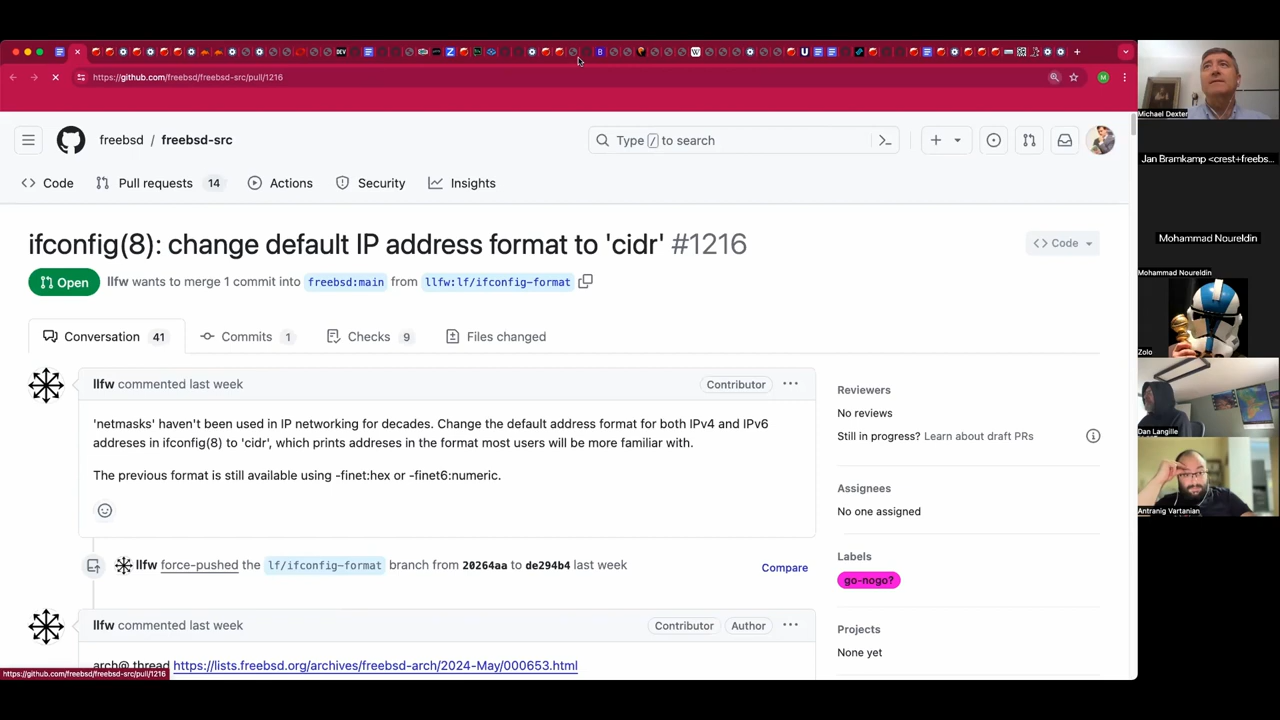 https://github.com/freebsd/freebsd-src/pull/1216
M
freebsd / freebsd-src
Type / to search
Code
Pull requests 14
Actions
Security
Insights
ifconfig(8): change default IP address format to 'cidr' #1216
Code
Open
llfw wants to merge 1 commit into freebsd:main from llfw:lf/ifconfig-format
Conversation 41
Commits 1
Checks 9
Files changed
llfw commented last week
Contributor
'netmasks' haven't been used in IP networking for decades. Change the default address format for both IPv4 and IPv6
addreses in ifconfig(8) to 'cidr', which prints addreses in the format most users will be more familiar with.
The previous format is still available using -finet:hex or -finet6:numeric.
llfw force-pushed the lf/ifconfig-format branch from 20264aa to de294b4 last week
Compare
llfw commented last week
Contributor
Author
arch@ thread https://lists.freebsd.org/archives/freebsd-arch/2024-May/000653.html
https://github.com/freebsd/freebsd-src/pull/1216
Reviewers
No reviews
Still in progress? Learn about draft PRs
Assignees
No one assigned
Labels
go-nogo?
Projects
None yet
Michael Dexter
Jan Bramkamp <crest+freebs...
Mohammad Noureldin
Mohammad Noureldin
Zolo
Dan Langille
Antranig Vartanian